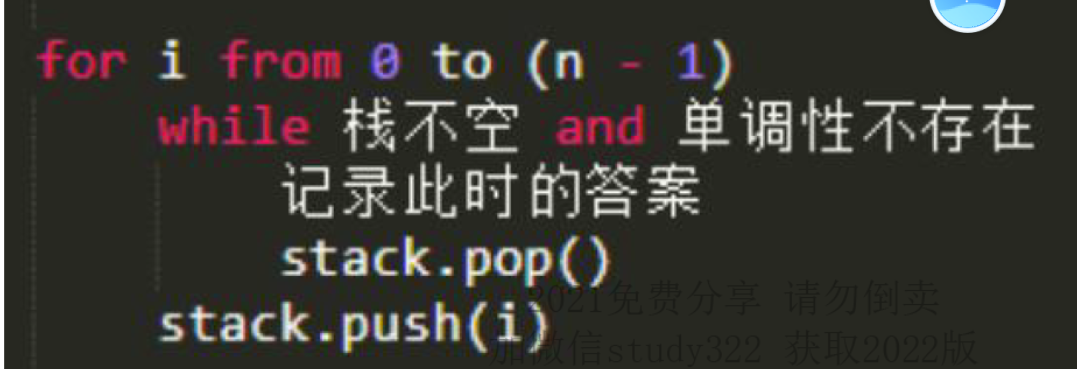 for i from 0 to (n - 1)
while 栈不空 and 单调性不存在
记录此时的答案
stack.pop()
stack.push(i)
2021免费分享 请勿倒卖
加微信study322 获取2022版